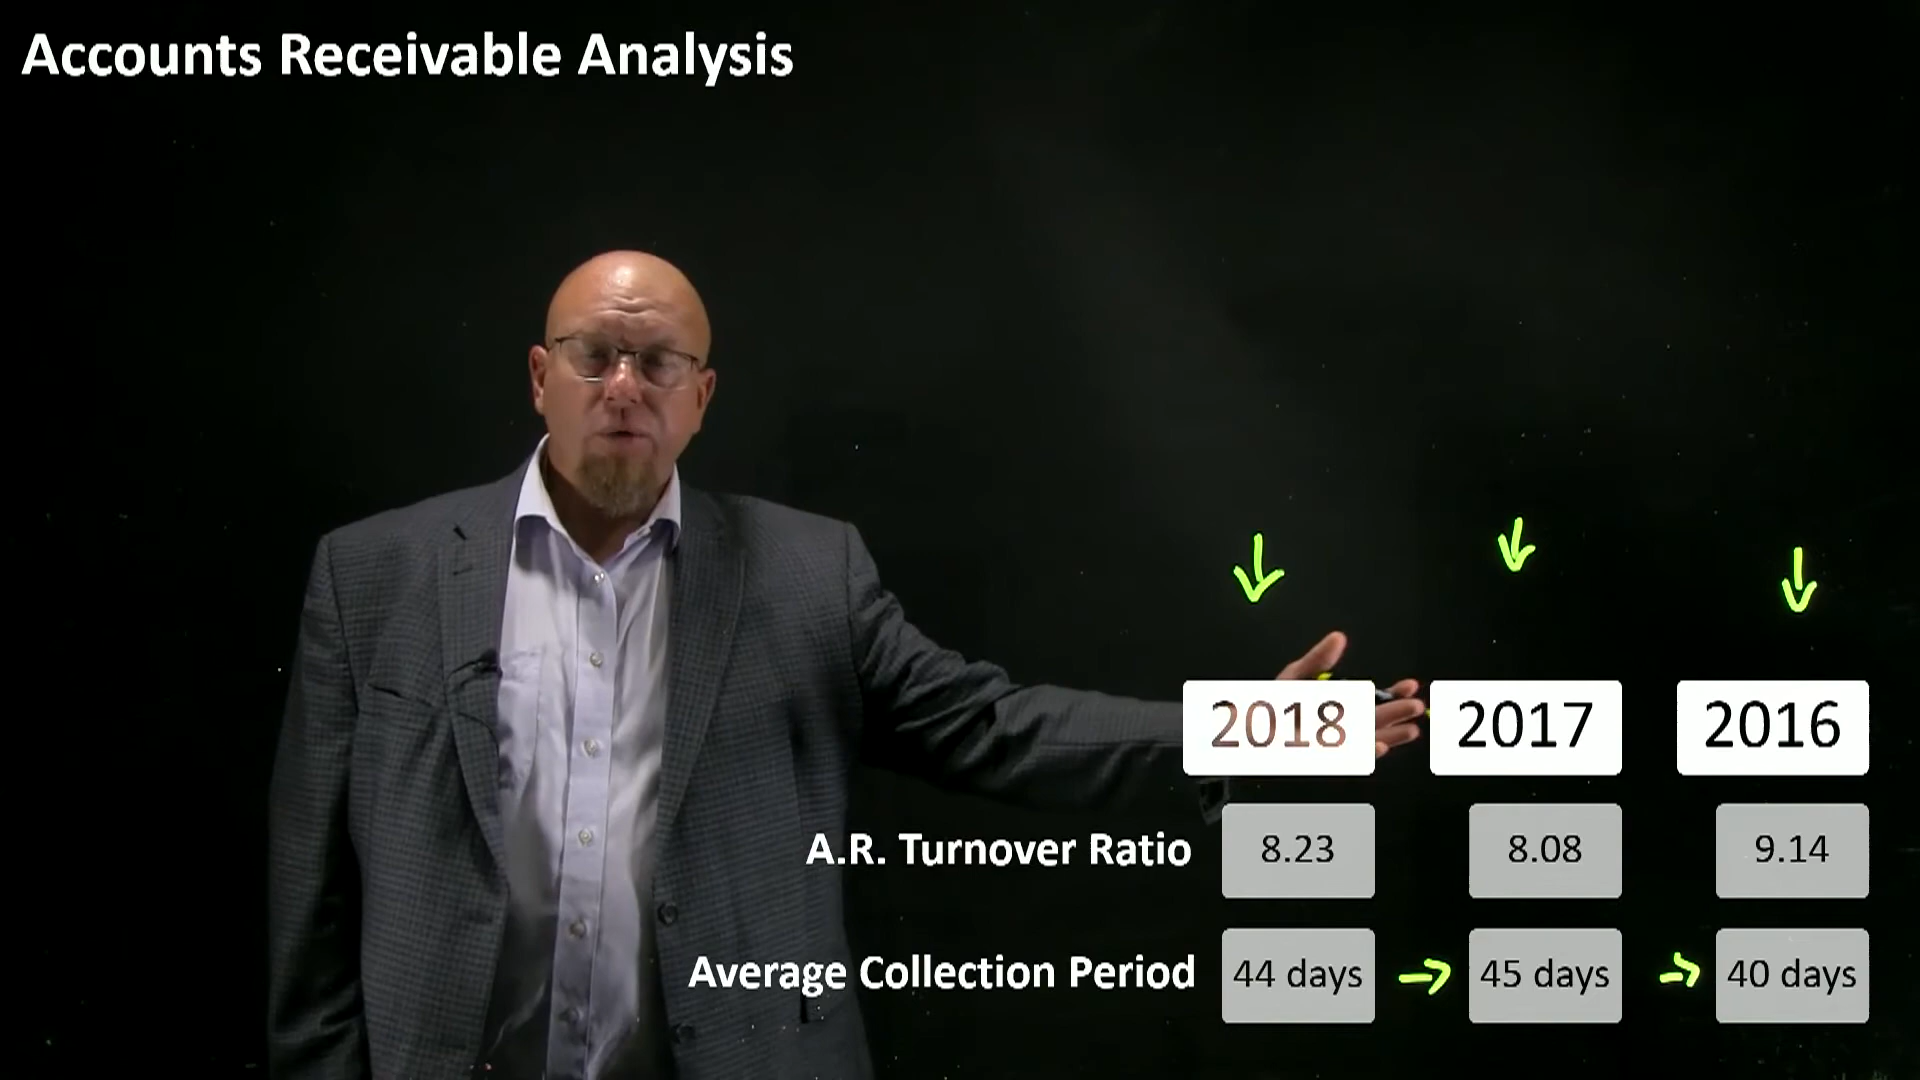 Accounts Receivable Analysis
2018 2017 2016
A.R. Turnover Ratio 8.23 8.08 9.14
Average Collection Period 44 days 45 days 40 days